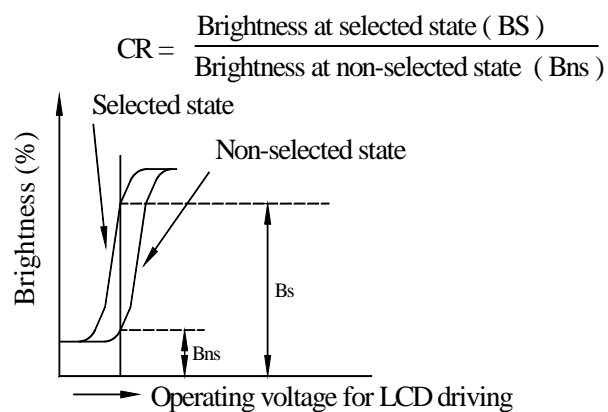 CR = Brightness at selected state ( BS )
Brightness at non-selected state ( Bns )
Selected state
Non-selected state
Brightness (%)
Bs
Bns
Operating voltage for LCD driving